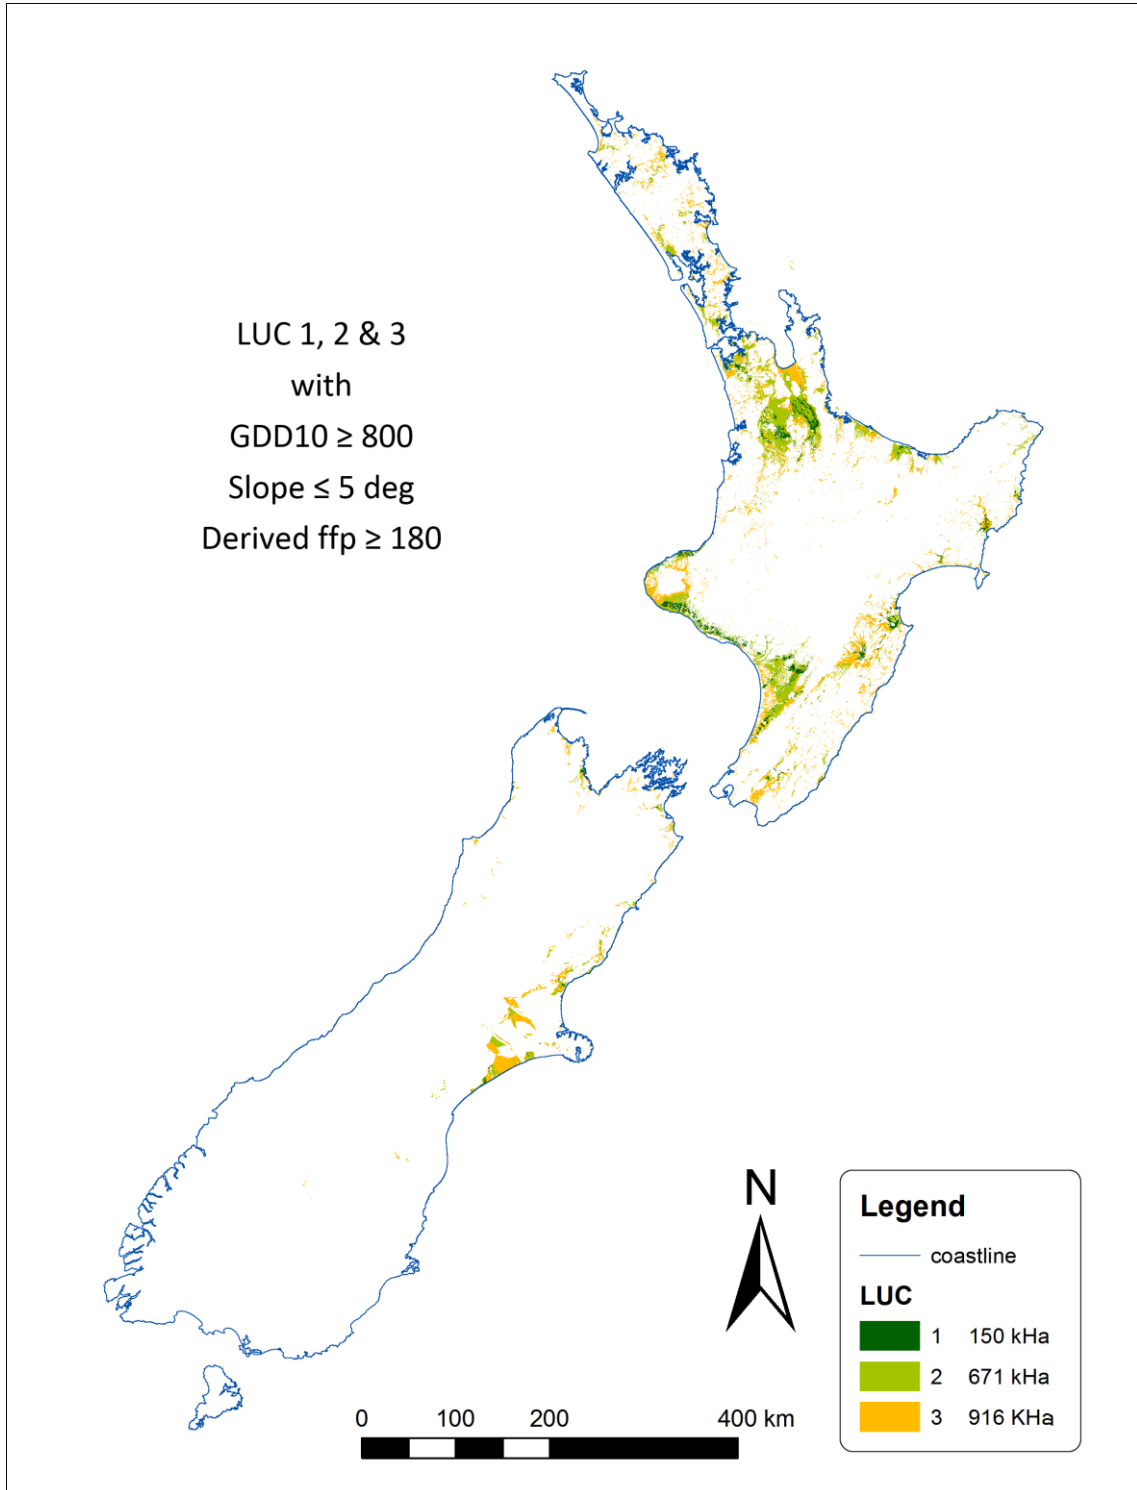 LUC 1, 2 & 3
with
GDD10 ≥ 800
Slope ≤ 5 deg
Derived ffp ≥ 180
N
Legend
coastline
LUC
1 150 kHa
2 671 kHa
3 916 KHa
0 100 200 400 km